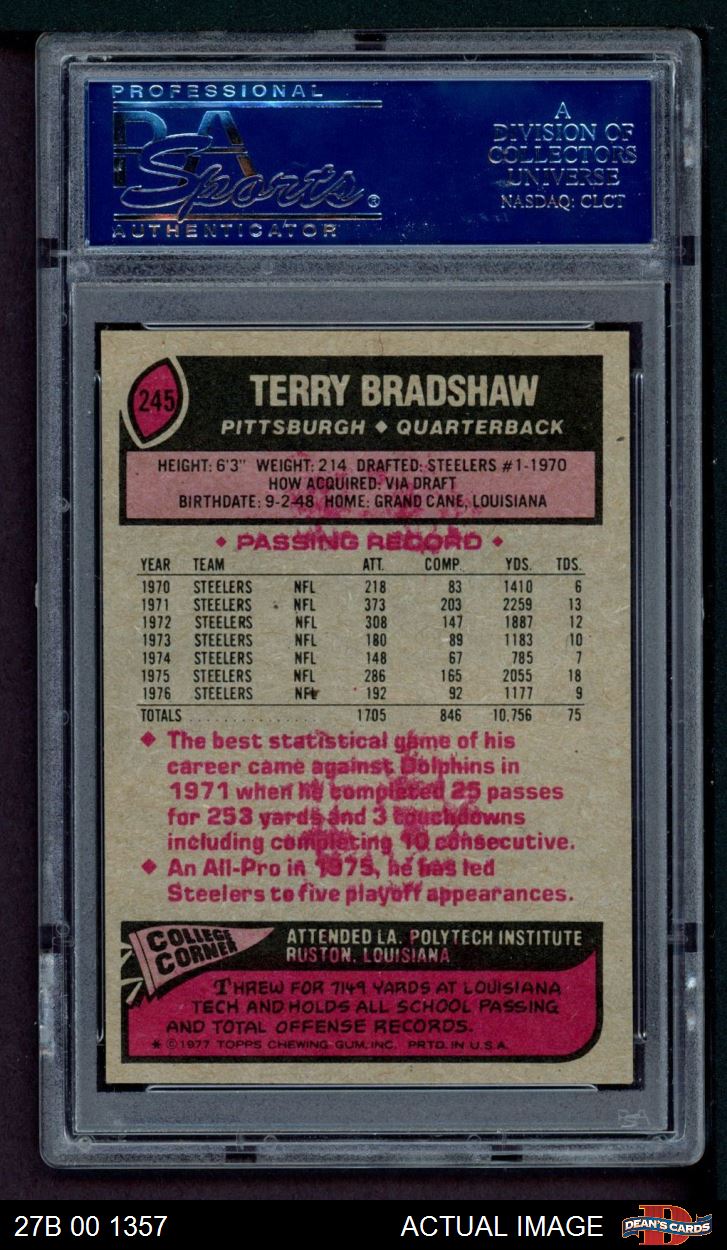 PROFESSIONAL
PSA
Sports®
AUTHENTICATOR
A
DIVISION OF
COLLECTORS
UNIVERSE
NASDAQ: CLCT
245
TERRY BRADSHAW
PITTSBURGH ◆ QUARTERBACK
HEIGHT: 6'3" WEIGHT: 214 DRAFTED: STEELERS #1-1970
HOW ACQUIRED: VIA DRAFT
BIRTHDATE: 9-2-48 HOME: GRAND CANE, LOUISIANA
◆ PASSING RECORD ◆
YEAR TEAM ATT. COMP. YDS. TDS.
1970 STEELERS NFL 218 83 1410 6
1971 STEELERS NFL 373 203 2259 13
1972 STEELERS NFL 308 147 1887 12
1973 STEELERS NFL 180 89 1183 10
1974 STEELERS NFL 148 67 785 7
1975 STEELERS NFL 286 165 2055 18
1976 STEELERS NFL 192 92 1177 9
TOTALS . . . . . . . . . . . . . . . . 1705 846 10.756 75
◆ The best statistical game of his
career came against Dolphins in
1971 when he completed 25 passes
for 253 yards and 3 touchdowns
including completing 10 consecutive.
◆ An All-Pro in 1975, he has led
Steelers to five playoff appearances.
COLLEGE
CORNER
ATTENDED LA. POLYTECH INSTITUTE
RUSTON, LOUISIANA
THREW FOR 7149 YARDS AT LOUISIANA
TECH AND HOLDS ALL SCHOOL PASSING
AND TOTAL OFFENSE RECORDS.
* © 1977 TOPPS CHEWING GUM, INC. PRTD. IN U.S.A.
PSA
27B 00 1357
ACTUAL IMAGE
DEAN'S CARDS